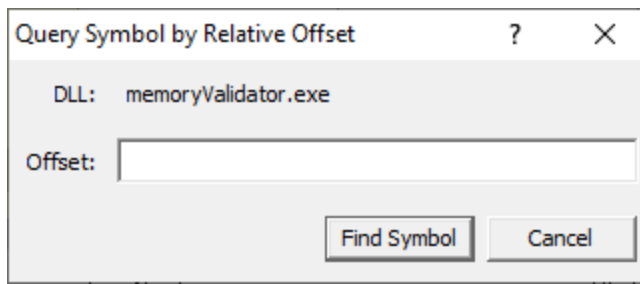 Query Symbol by Relative Offset ? ✕
DLL: memoryValidator.exe
Offset:
Find Symbol Cancel